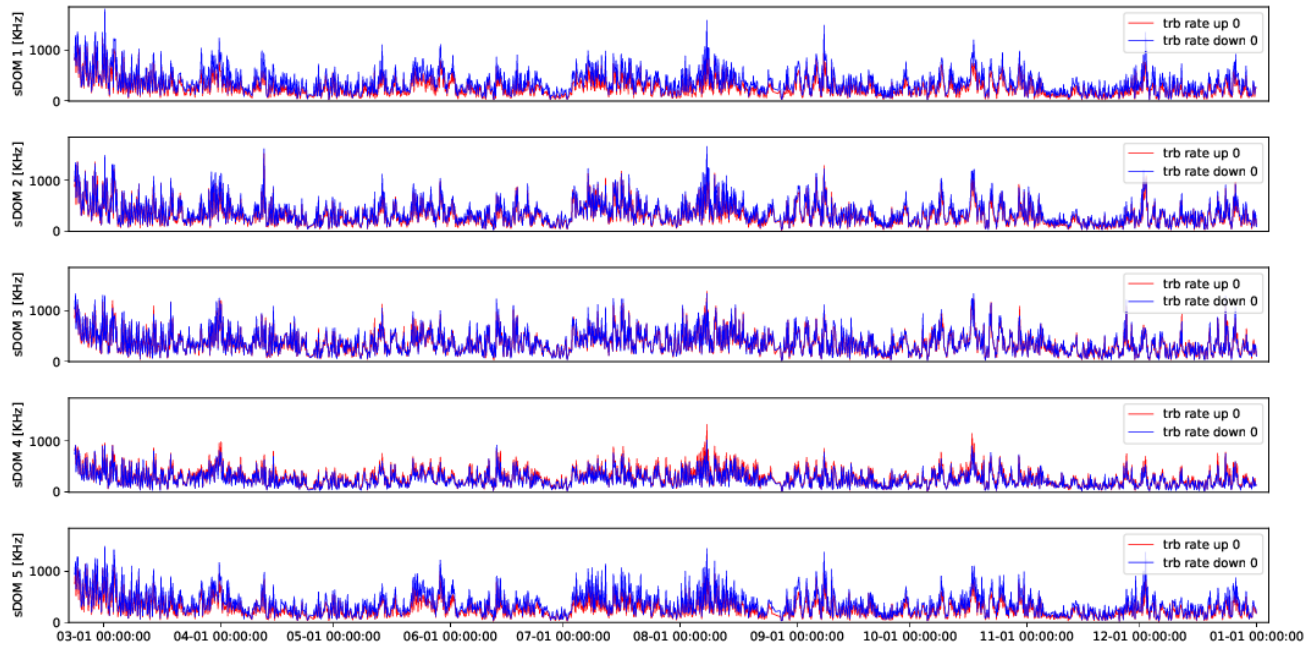 sDOM 1 [KHz]
1000
0
trb rate up 0
trb rate down 0
sDOM 2 [KHz]
1000
0
trb rate up 0
trb rate down 0
sDOM 3 [KHz]
1000
0
trb rate up 0
trb rate down 0
sDOM 4 [KHz]
1000
0
trb rate up 0
trb rate down 0
sDOM 5 [KHz]
1000
0
trb rate up 0
trb rate down 0
03-01 00:00:00 04-01 00:00:00 05-01 00:00:00 06-01 00:00:00 07-01 00:00:00 08-01 00:00:00 09-01 00:00:00 10-01 00:00:00 11-01 00:00:00 12-01 00:00:00 01-01 00:00:00